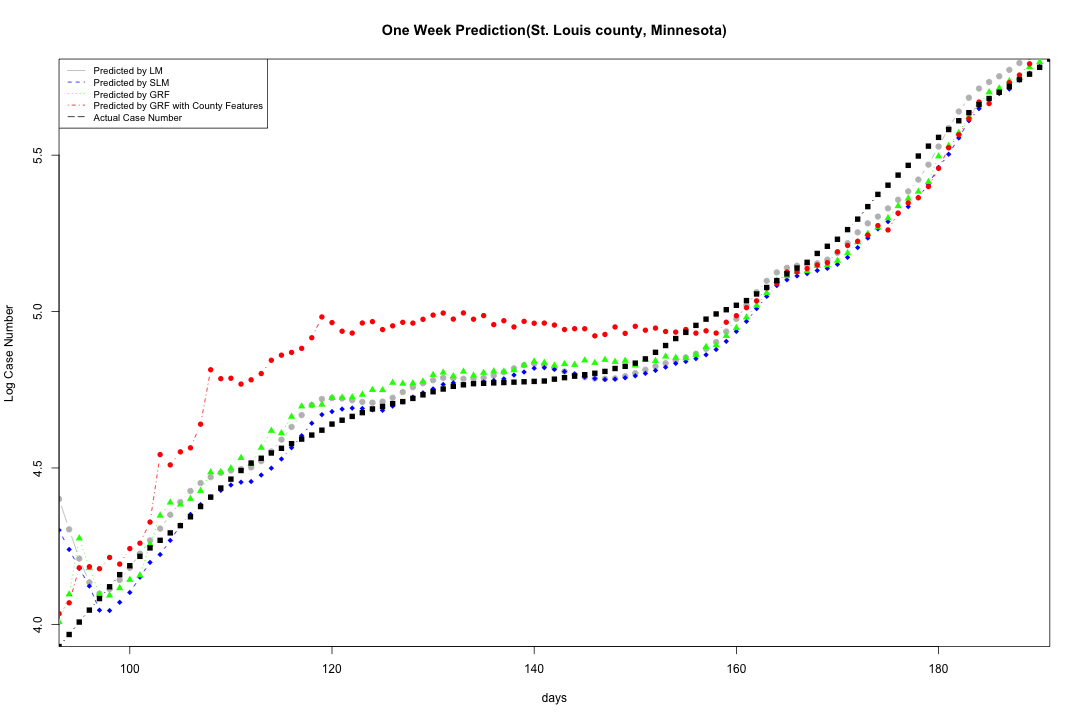 One Week Prediction(St. Louis county, Minnesota)
Predicted by LM
Predicted by SLM
Predicted by GRF
Predicted by GRF with County Features
Actual Case Number
Log Case Number
5.5
5.0
4.5
4.0
100 120 140 160 180
days